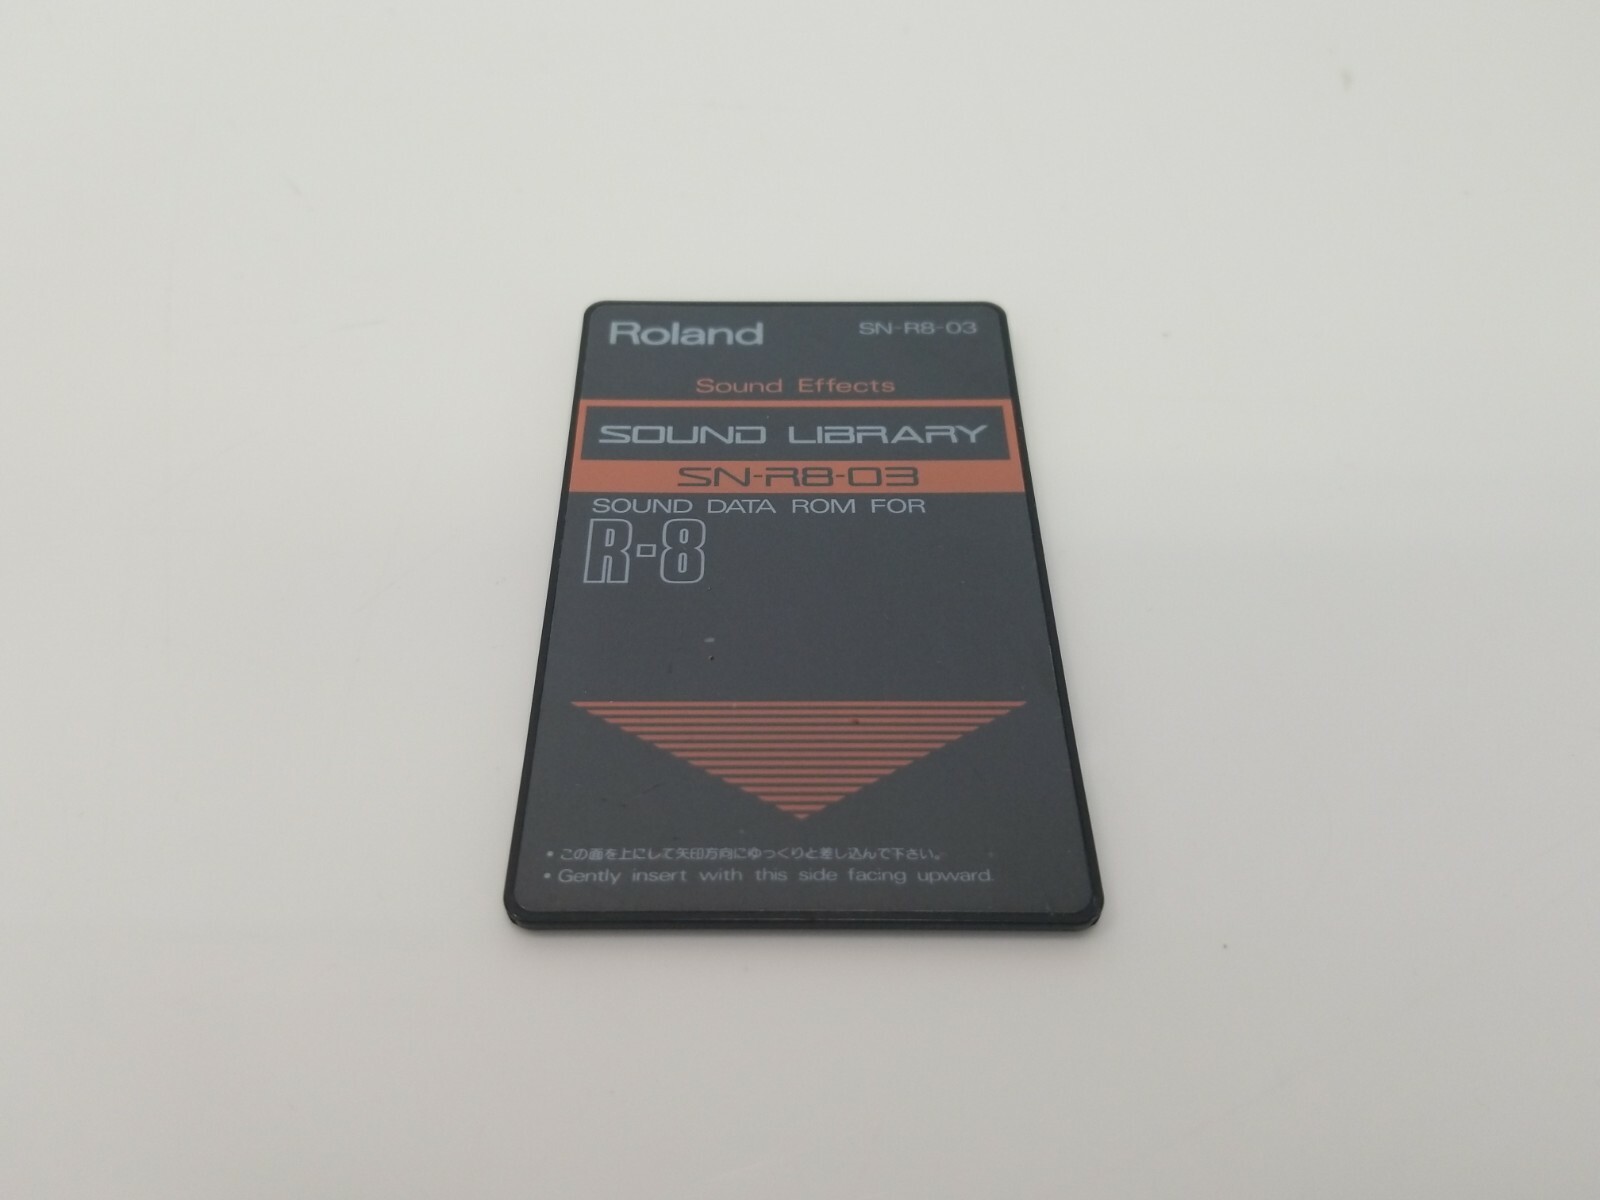 Roland SN-R8-03
Sound Effects
SOUND LIBRARY
SN-R8-03
SOUND DATA ROM FOR
R-8
• この面を上にして矢印方向にゆっくりと差し込んで下さい。
• Gently insert with this side facing upward.